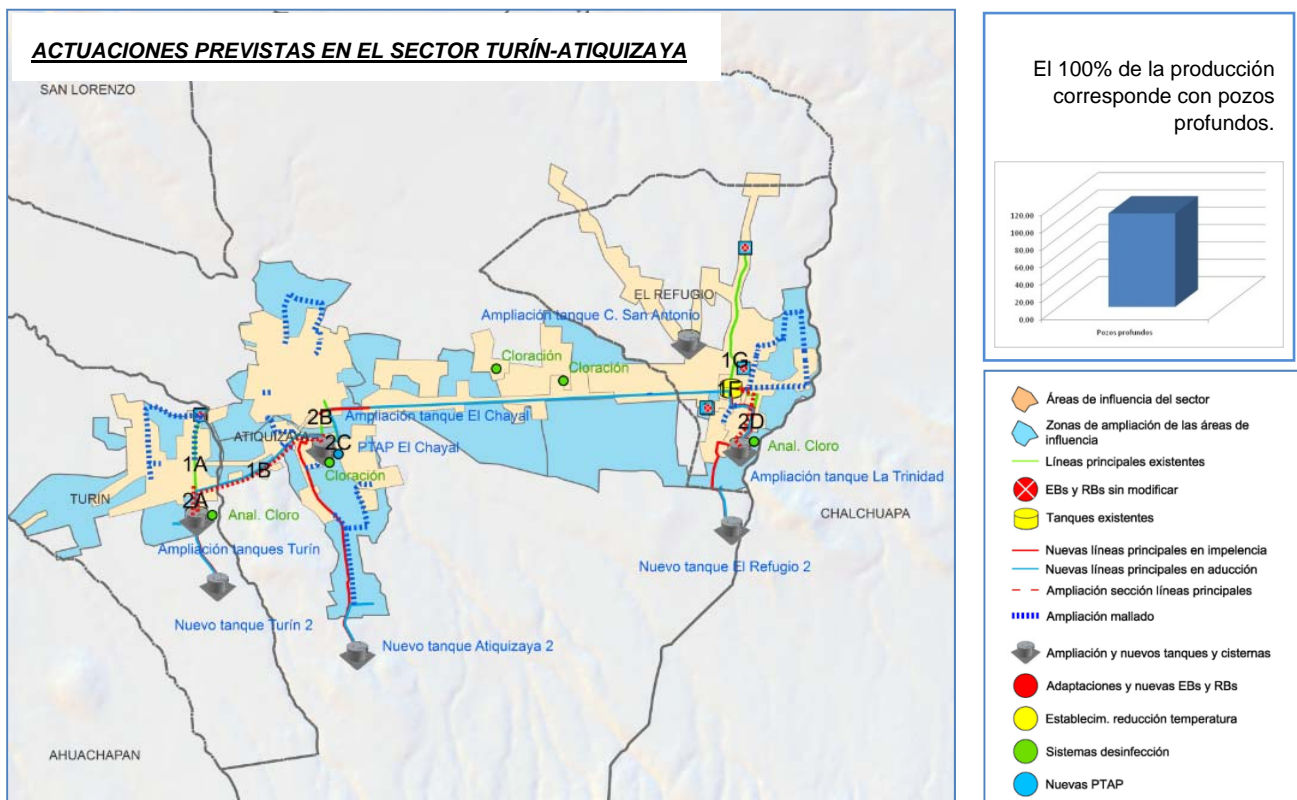 ACTUACIONES PREVISTAS EN EL SECTOR TURÍN-ATIQUIZAYA
SAN LORENZO
EL REFUGIO
Ampliación tanque C. San Antonio
Cloración
Cloración
1G
1F
2B
Ampliación tanque El Chayal
2D
ATIQUIZAYA
2C
PTAP El Chayal
Anal. Cloro
1A
1B
Cloración
Ampliación tanque La Trinidad
TURIN
2A
Anal. Cloro
CHALCHUAPA
Ampliación tanques Turín
Nuevo tanque El Refugio 2
Nuevo tanque Turín 2
Nuevo tanque Atiquizaya 2
AHUACHAPAN
El 100% de la producción
corresponde con pozos
profundos.
120,00
100,00
80,00
60,00
40,00
20,00
0,00
Pozos profundos
Áreas de influencia del sector
Zonas de ampliación de las áreas de
influencia
Líneas principales existentes
EBs y RBs sin modificar
Tanques existentes
Nuevas líneas principales en impelencia
Nuevas líneas principales en aducción
Ampliación sección líneas principales
Ampliación mallado
Ampliación y nuevos tanques y cisternas
Adaptaciones y nuevas EBs y RBs
Establecim. reducción temperatura
Sistemas desinfección
Nuevas PTAP